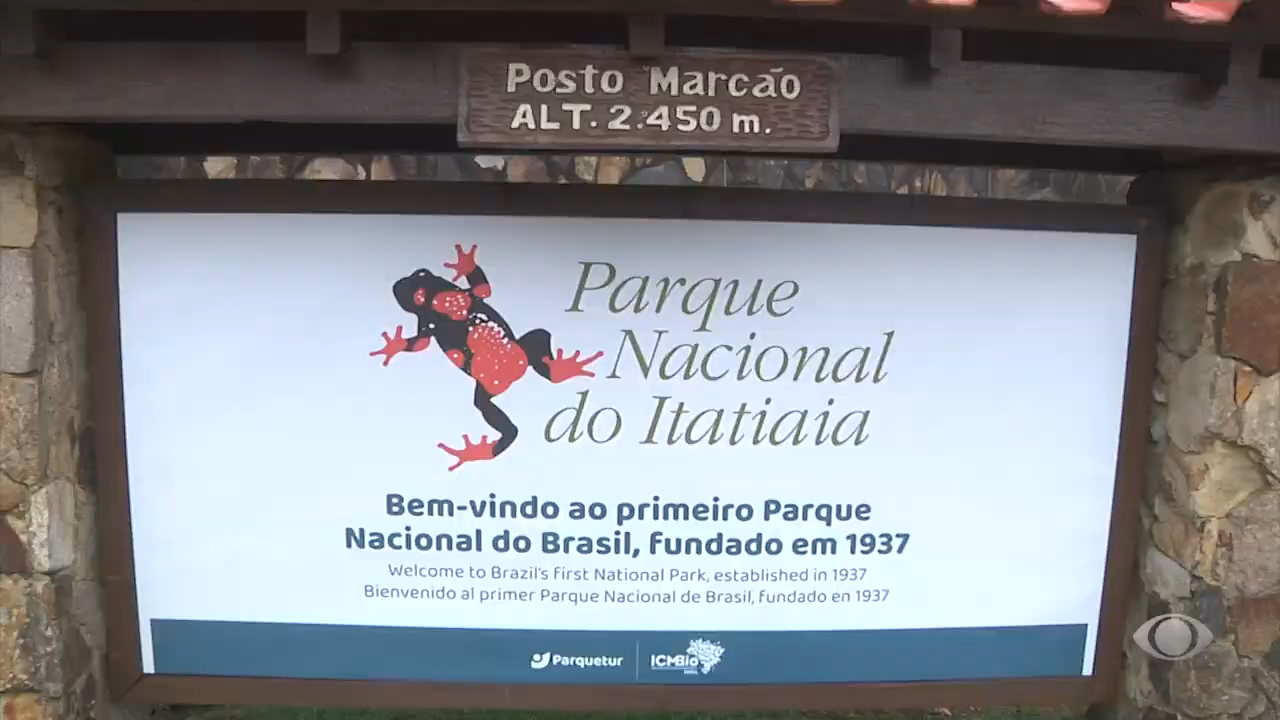 Posto Marcão
ALT. 2.450 m.
Parque
Nacional
do Itatiaia
Bem-vindo ao primeiro Parque
Nacional do Brasil, fundado em 1937
Welcome to Brazil's first National Park, established in 1937
Bienvenido al primer Parque Nacional de Brasil, fundado en 1937
Parquetur
ICMBio